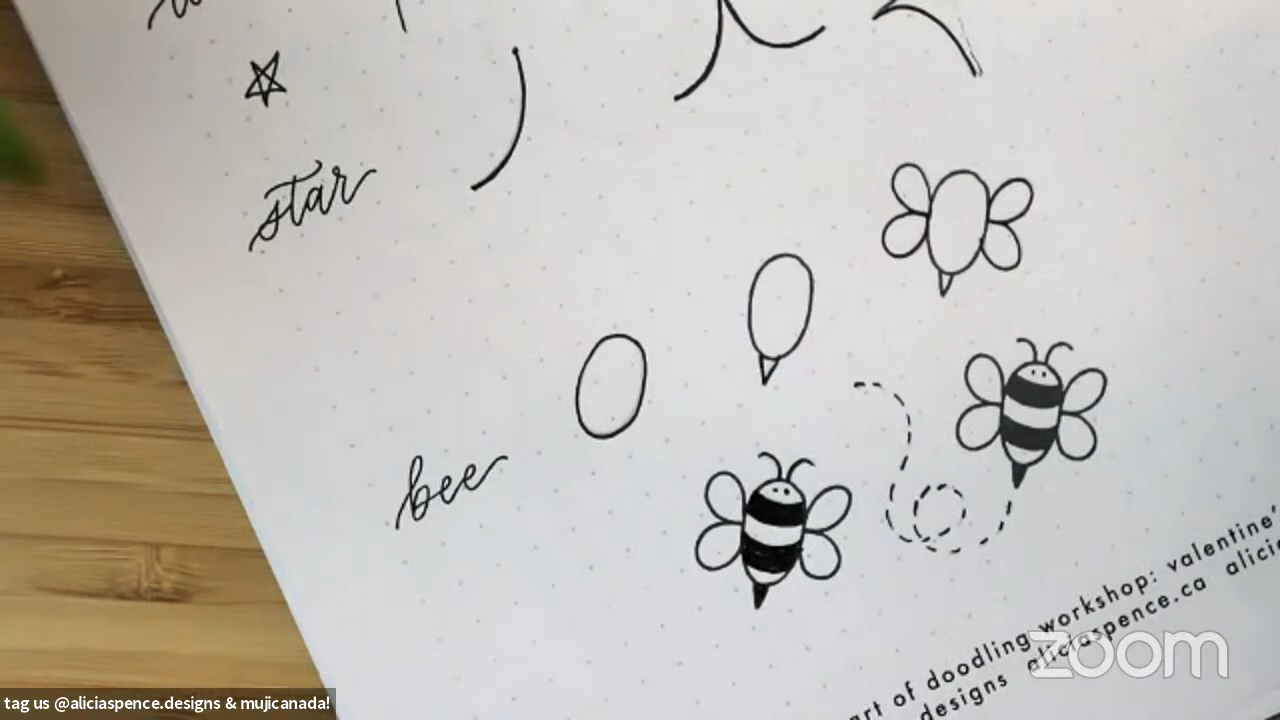 star
bee
art of doodling workshop: valentine'
designs aliciaspence.ca alici
zoom
tag us @aliciaspence.designs & mujicanada!